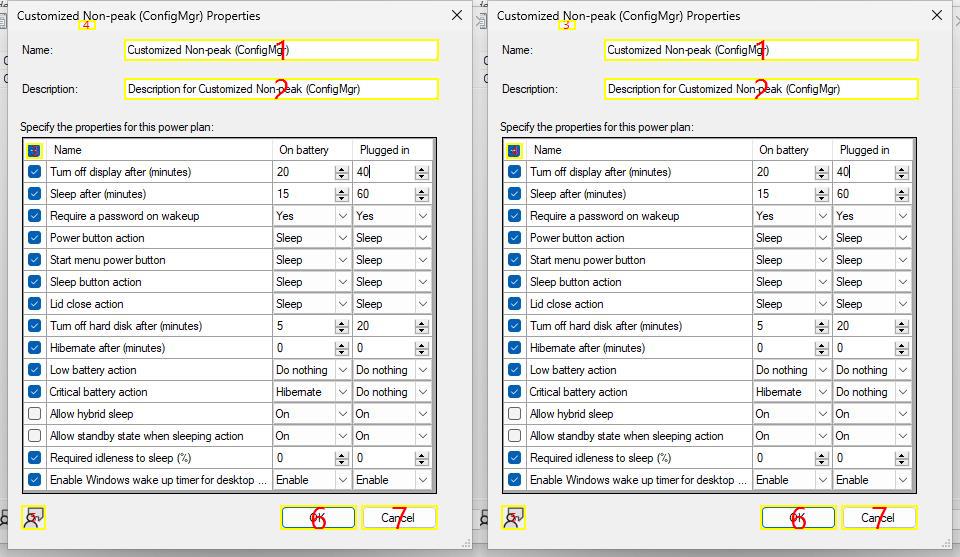 Customized Non-peak (ConfigMgr) Properties
4
Name: Customized Non-peak (ConfigMgr) 1
Description: Description for Customized Non-peak (ConfigMgr) 2
Specify the properties for this power plan:
Name On battery Plugged in
Turn off display after (minutes) 20 40
Sleep after (minutes) 15 60
Require a password on wakeup Yes Yes
Power button action Sleep Sleep
Start menu power button Sleep Sleep
Sleep button action Sleep Sleep
Lid close action Sleep Sleep
Turn off hard disk after (minutes) 5 20
Hibernate after (minutes) 0 0
Low battery action Do nothing Do nothing
Critical battery action Hibernate Do nothing
Allow hybrid sleep On On
Allow standby state when sleeping action On On
Required idleness to sleep (%) 0 0
Enable Windows wake up timer for desktop ... Enable Enable
OK 6 Cancel 7
Customized Non-peak (ConfigMgr) Properties
3
Name: Customized Non-peak (ConfigMgr) 1
Description: Description for Customized Non-peak (ConfigMgr) 2
Specify the properties for this power plan:
Name On battery Plugged in
Turn off display after (minutes) 20 40
Sleep after (minutes) 15 60
Require a password on wakeup Yes Yes
Power button action Sleep Sleep
Start menu power button Sleep Sleep
Sleep button action Sleep Sleep
Lid close action Sleep Sleep
Turn off hard disk after (minutes) 5 20
Hibernate after (minutes) 0 0
Low battery action Do nothing Do nothing
Critical battery action Hibernate Do nothing
Allow hybrid sleep On On
Allow standby state when sleeping action On On
Required idleness to sleep (%) 0 0
Enable Windows wake up timer for desktop ... Enable Enable
OK 6 Cancel 7